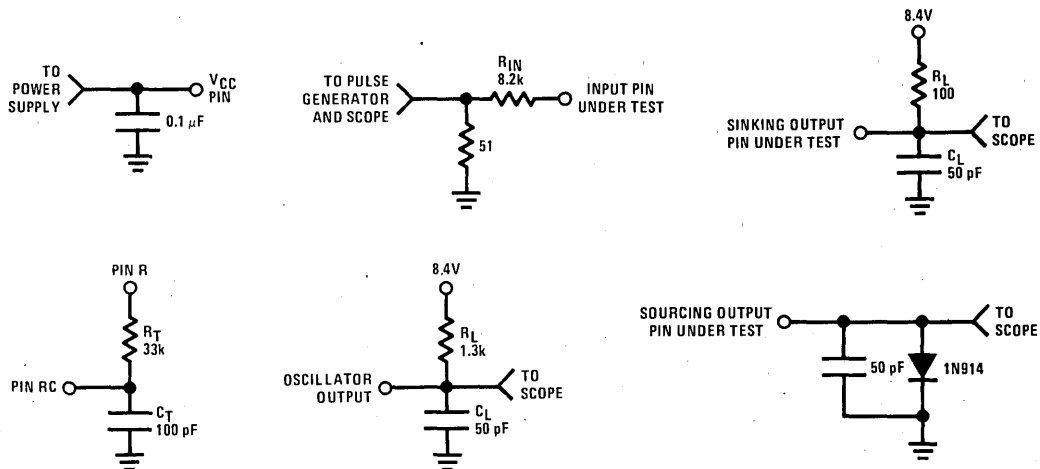 TO
POWER
SUPPLY
VCC
PIN
0.1 μF
TO PULSE
GENERATOR
AND SCOPE
RIN
8.2k
INPUT PIN
UNDER TEST
51
8.4V
RL
100
SINKING OUTPUT
PIN UNDER TEST
TO
SCOPE
CL
50 pF
PIN R
RT
33k
PIN RC
CT
100 pF
8.4V
RL
1.3k
OSCILLATOR
OUTPUT
TO
SCOPE
CL
50 pF
SOURCING OUTPUT
PIN UNDER TEST
TO
SCOPE
50 pF
1N914